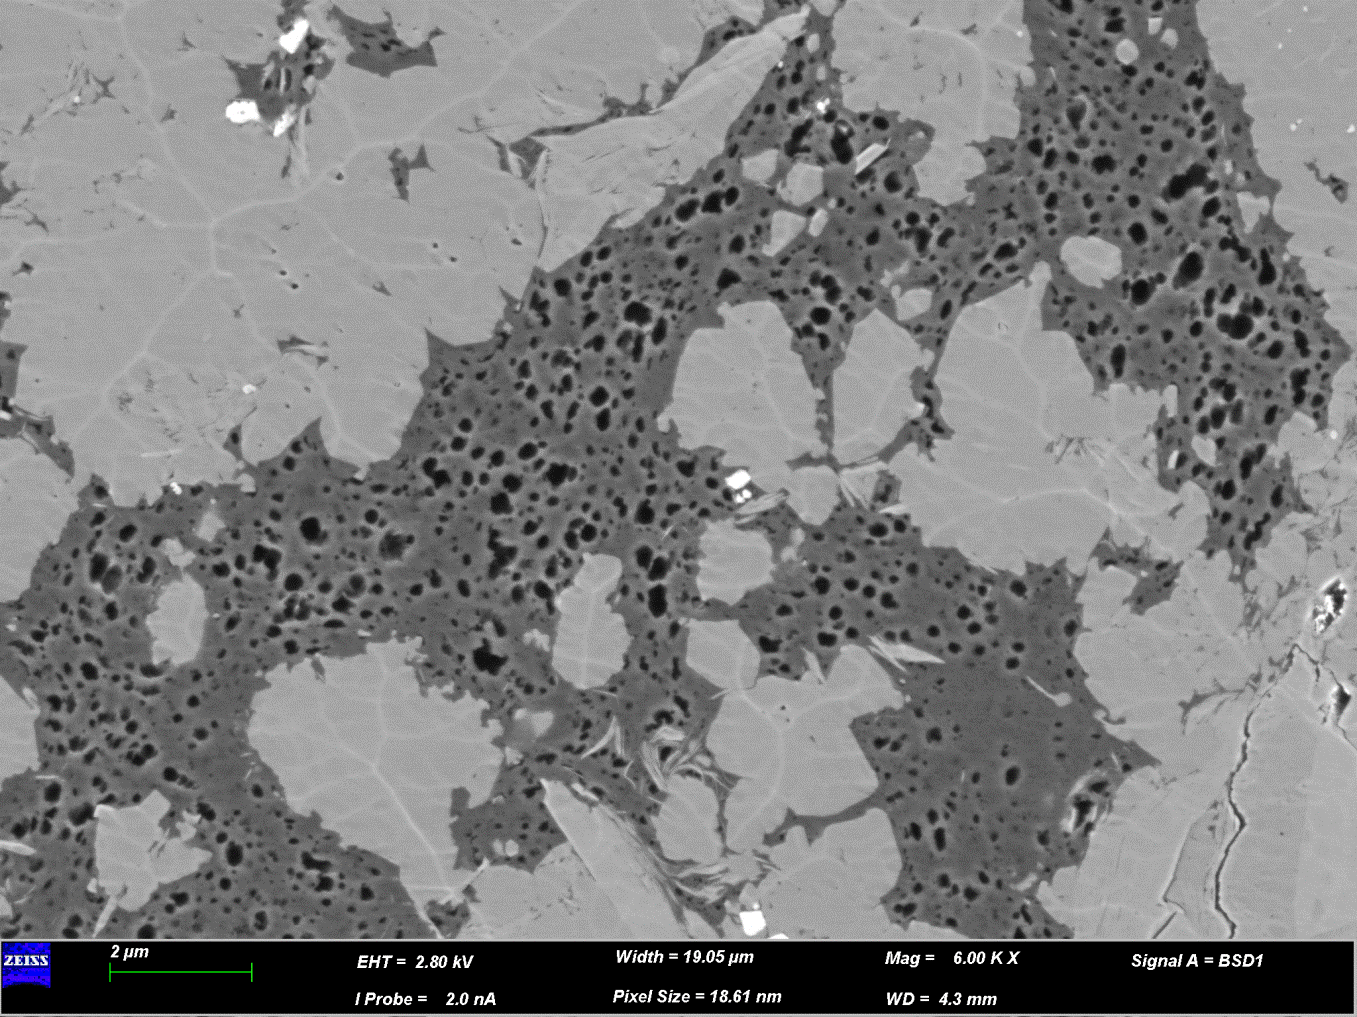 ZEISS
2 µm
EHT = 2.80 kV
Width = 19.05 µm
Mag = 6.00 K X
Signal A = BSD1
I Probe = 2.0 nA
Pixel Size = 18.61 nm
WD = 4.3 mm